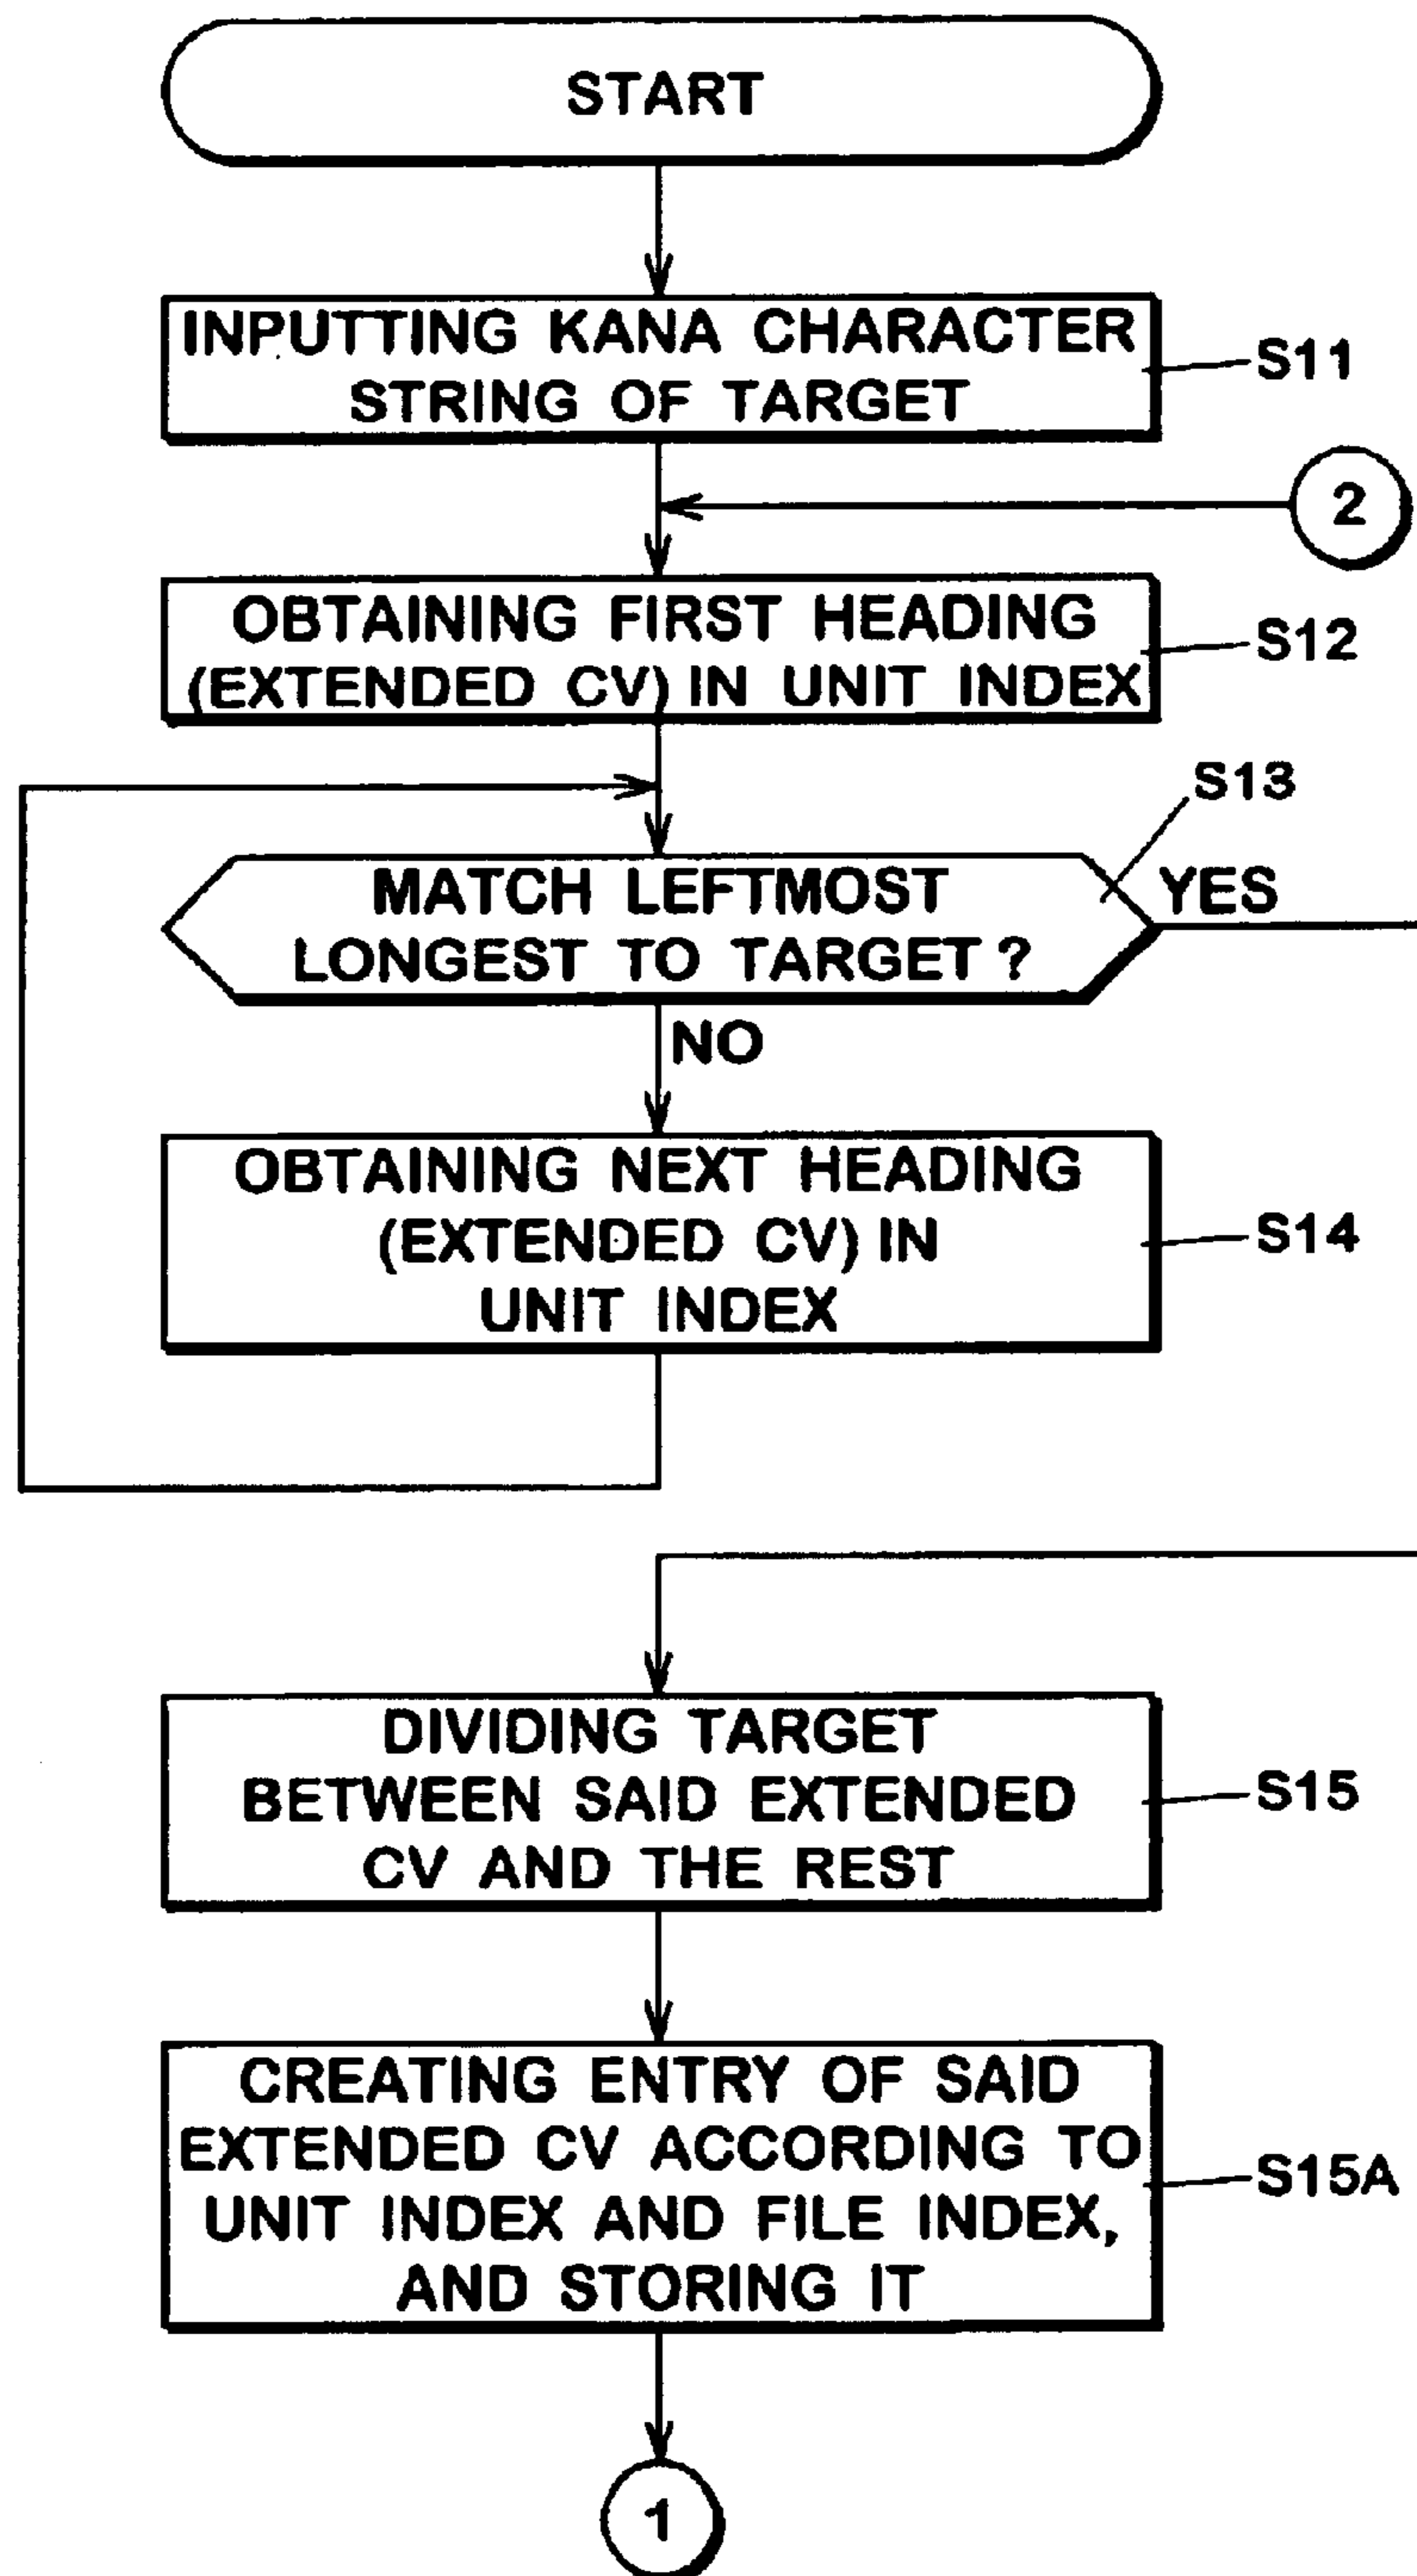 START
INPUTTING KANA CHARACTER
STRING OF TARGET
S11
2
OBTAINING FIRST HEADING
(EXTENDED CV) IN UNIT INDEX
S12
S13
MATCH LEFTMOST
LONGEST TO TARGET ?
YES
NO
OBTAINING NEXT HEADING
(EXTENDED CV) IN
UNIT INDEX
S14
DIVIDING TARGET
BETWEEN SAID EXTENDED
CV AND THE REST
S15
CREATING ENTRY OF SAID
EXTENDED CV ACCORDING TO
UNIT INDEX AND FILE INDEX,
AND STORING IT
S15A
1